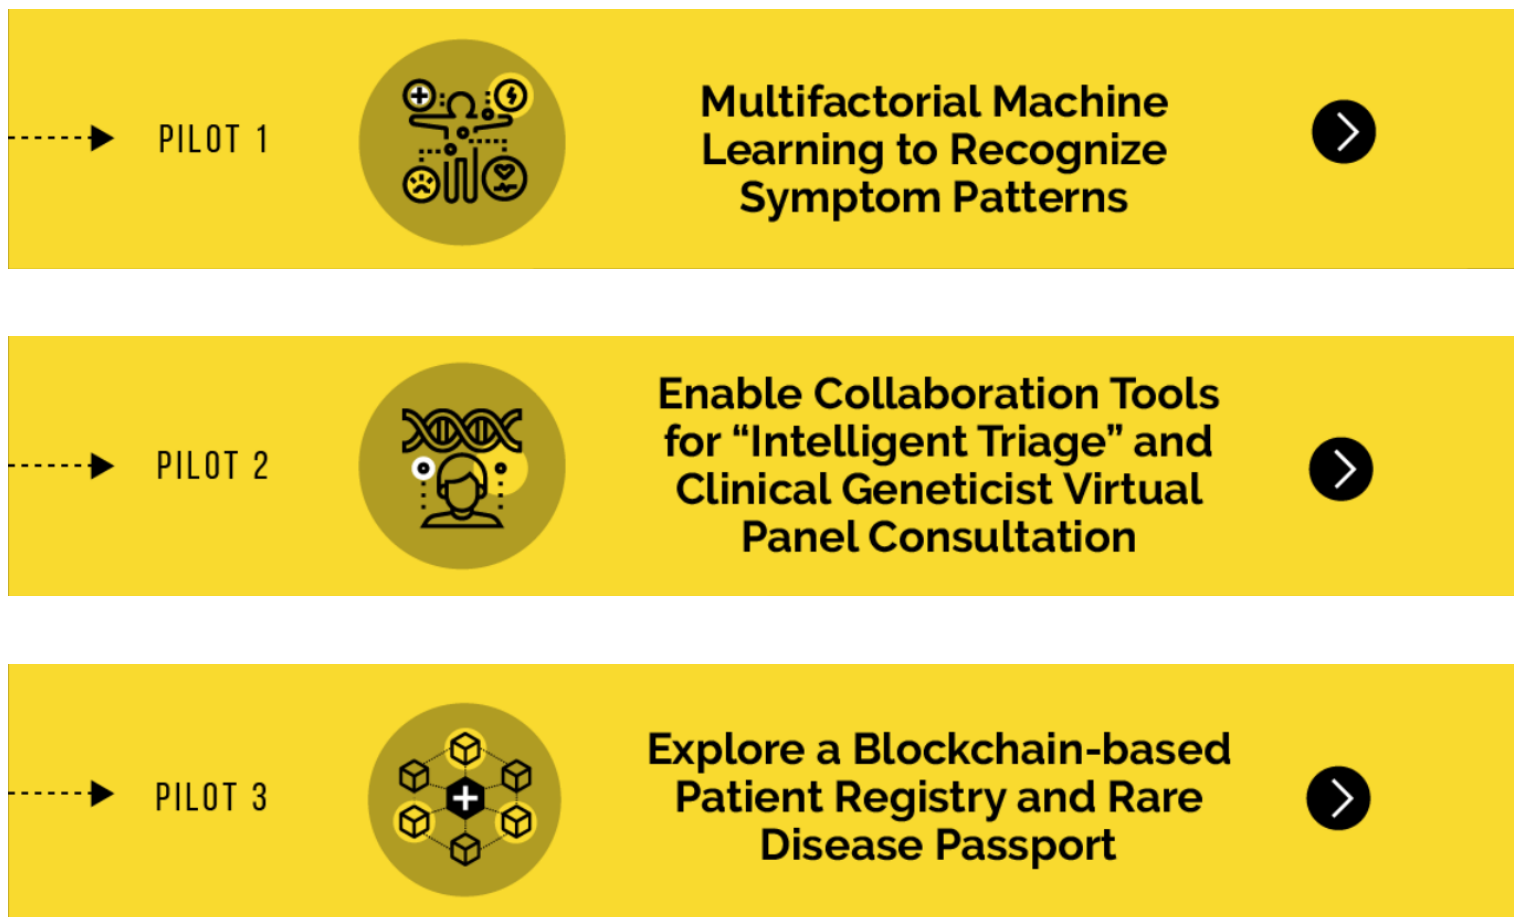 PILOT 1
Multifactorial Machine
Learning to Recognize
Symptom Patterns
PILOT 2
Enable Collaboration Tools
for “Intelligent Triage” and
Clinical Geneticist Virtual
Panel Consultation
PILOT 3
Explore a Blockchain-based
Patient Registry and Rare
Disease Passport